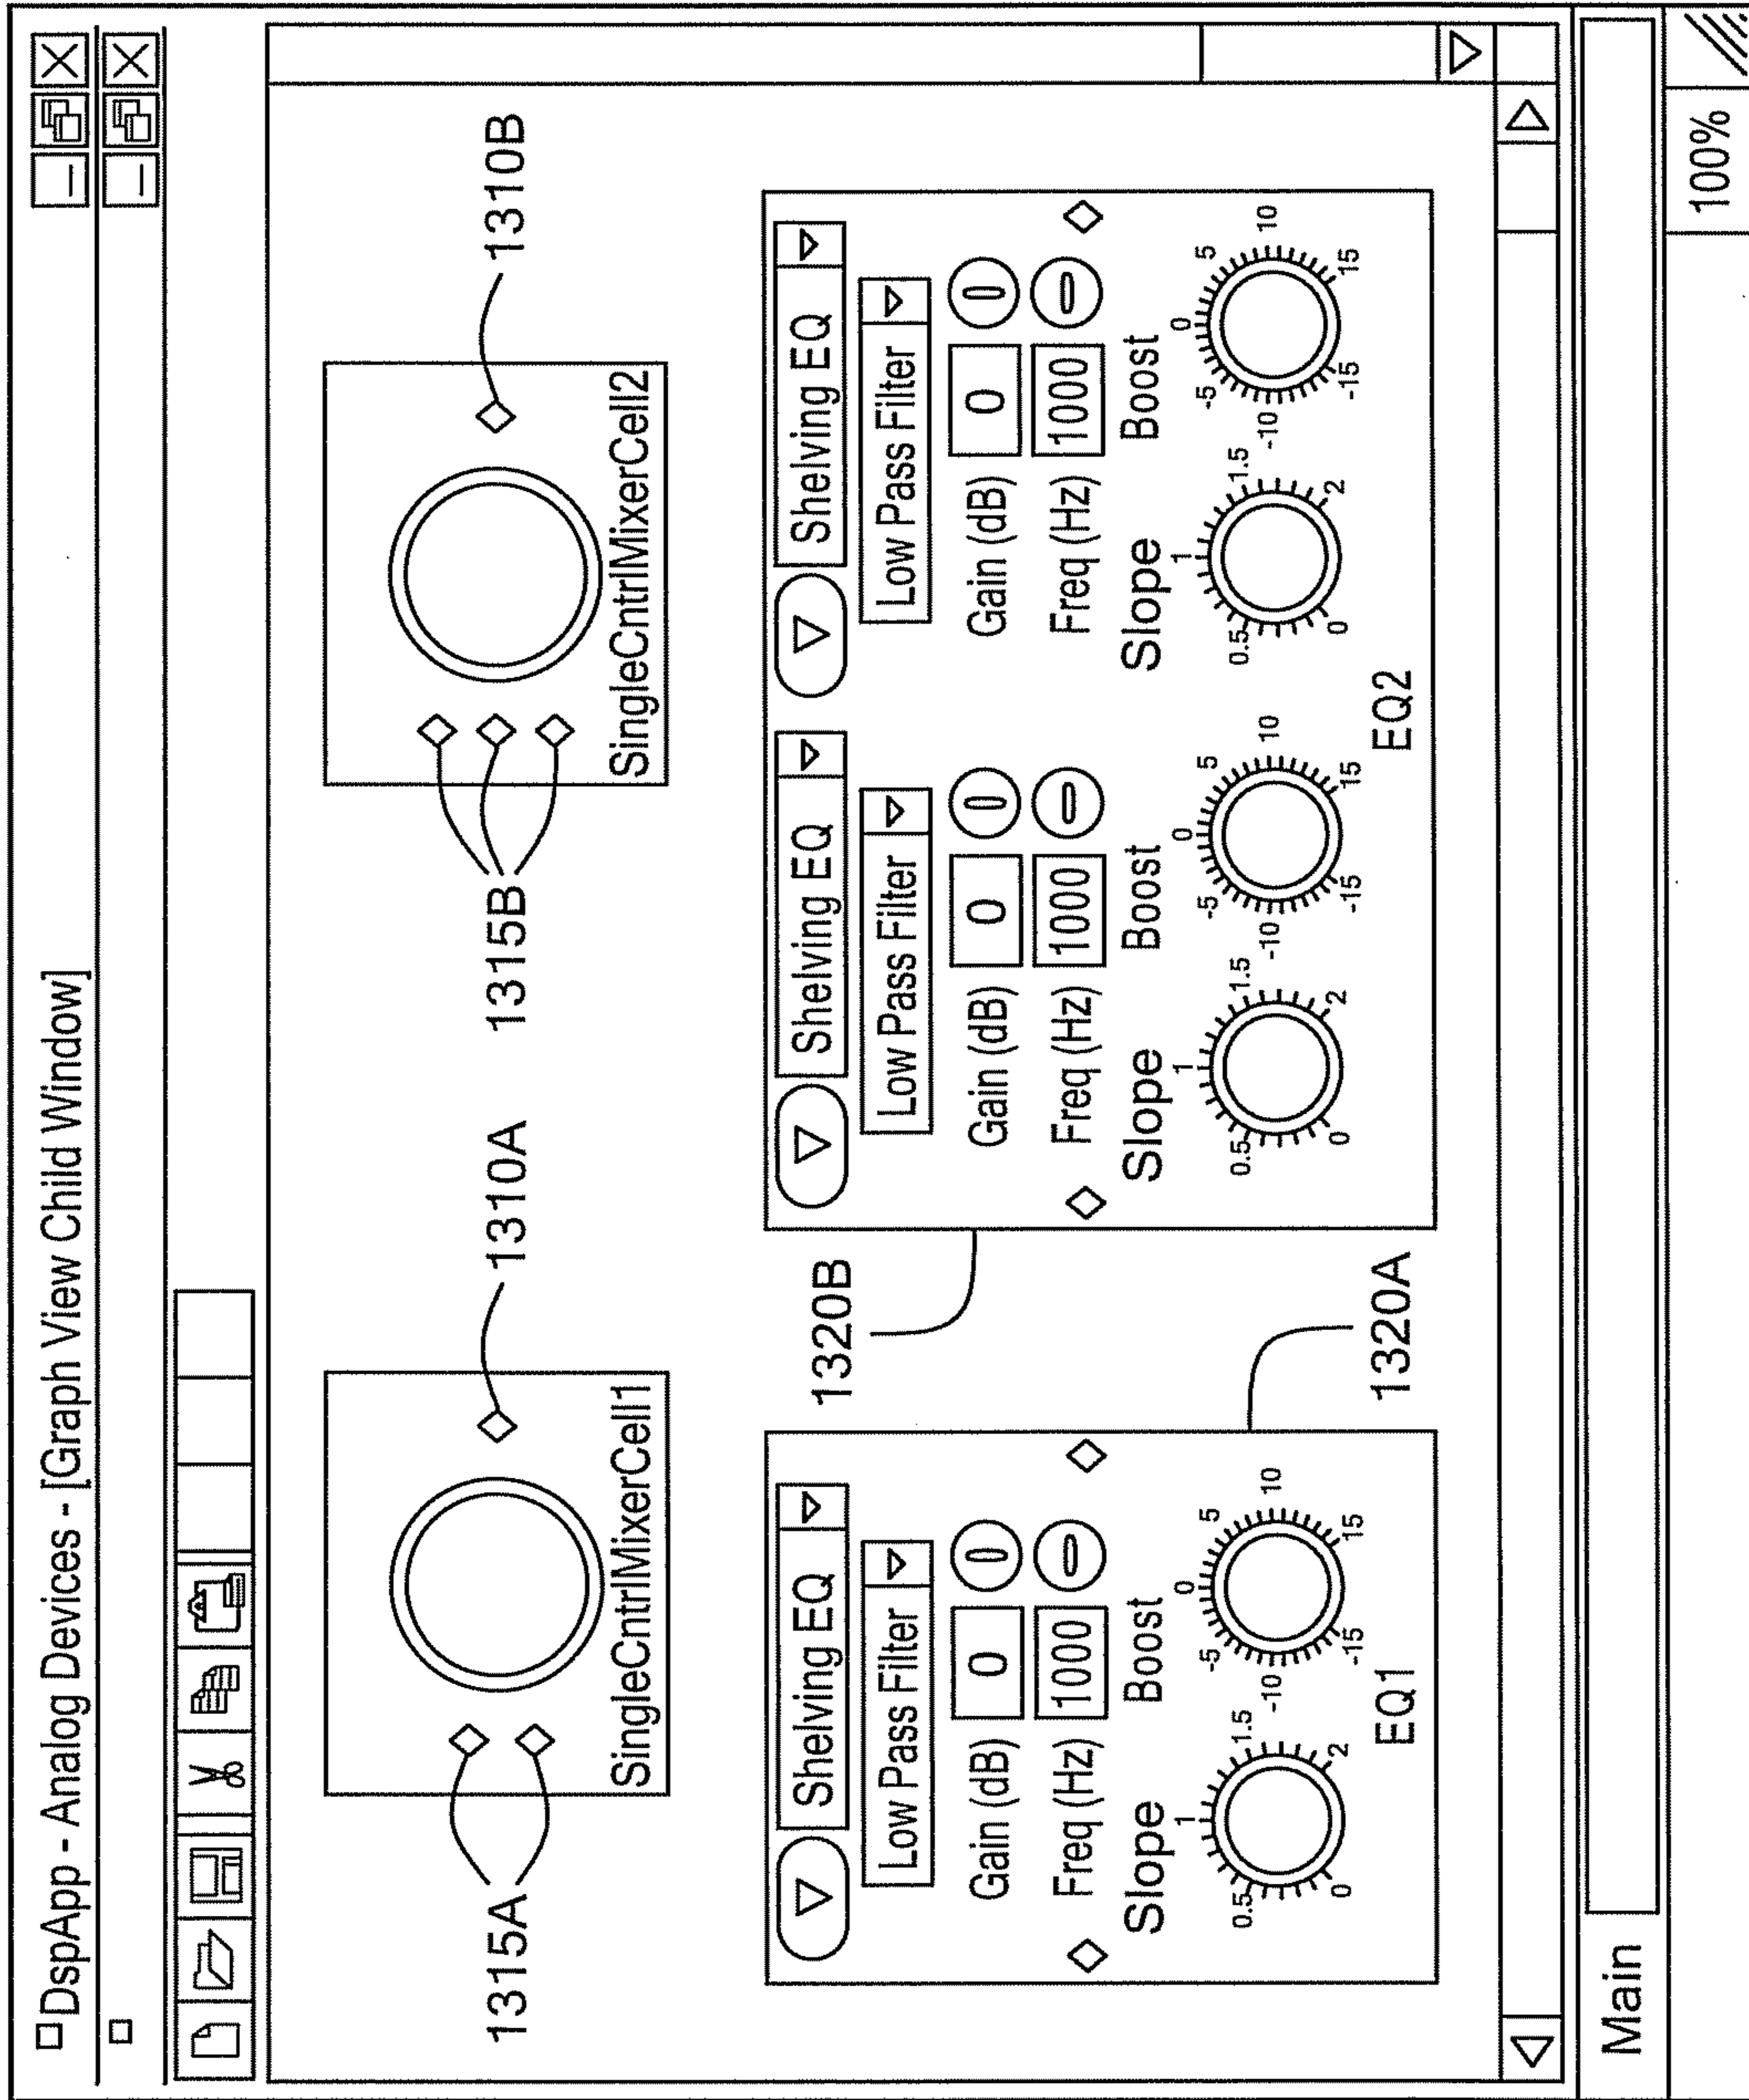 DspApp - Analog Devices - [Graph View Child Window]
1315A
1310A
1315B
1310B
SingleCntrlMixerCell1
SingleCntrlMixerCell2
1320B
1320A
Shelving EQ
Low Pass Filter
Gain (dB) 0
Freq (Hz) 1000
Slope Boost
0 0.5 1 1.5 2
-15 -10 -5 0 5 10 15
EQ1
Shelving EQ
Low Pass Filter
Gain (dB) 0
Freq (Hz) 1000
Slope Boost
0 0.5 1 1.5 2
-15 -10 -5 0 5 10 15
Shelving EQ
Low Pass Filter
Gain (dB) 0
Freq (Hz) 1000
Slope Boost
0 0.5 1 1.5 2
-15 -10 -5 0 5 10 15
EQ2
Main
100%